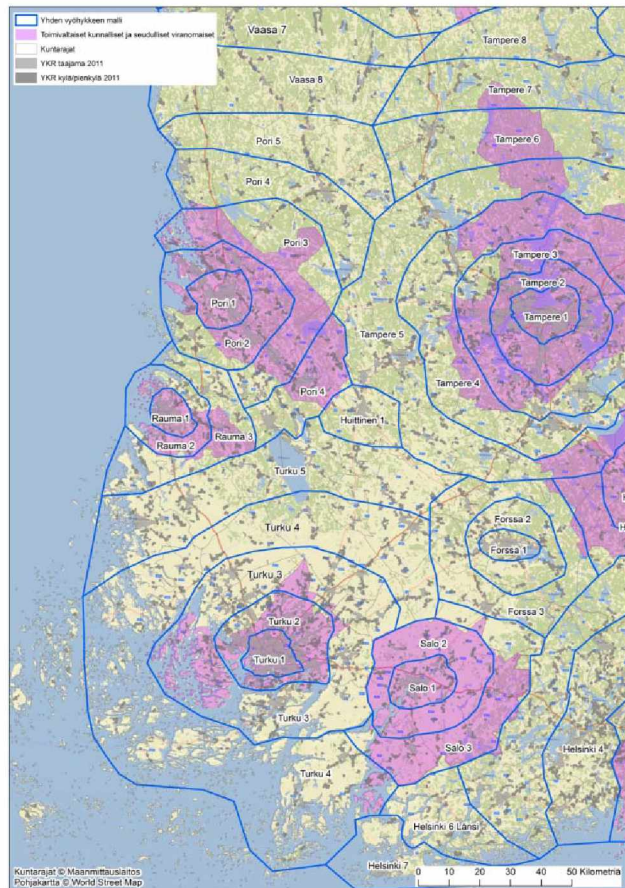 Yhden vyöhykkeen malli
Toimivaltaiset kunnalliset ja seudulliset viranomaiset
Kuntarajat
YKR taajama 2011
YKR kylä/pienkylä 2011
Vaasa 7
Tampere 8
Vaasa 8
Tampere 7
Pori 5
Tampere 6
Pori 4
Pori 3
Tampere 3
Tampere 2
Pori 1
Tampere 1
Tampere 5
Pori 2
Tampere 4
Pori 4
Rauma 1
Huittinen 1
Rauma 2
Rauma 3
Turku 5
Forssa 2
Turku 4
Forssa 1
Turku 3
Forssa 3
Turku 2
Salo 2
Turku 1
Salo 1
Turku 3
Salo 3
Helsinki 4
Turku 4
Helsinki 6 Länsi
Helsinki 7
0 10 20 30 40 50 Kilometriä
Kuntarajat © Maanmittauslaitos
Pohjakartta © World Street Map